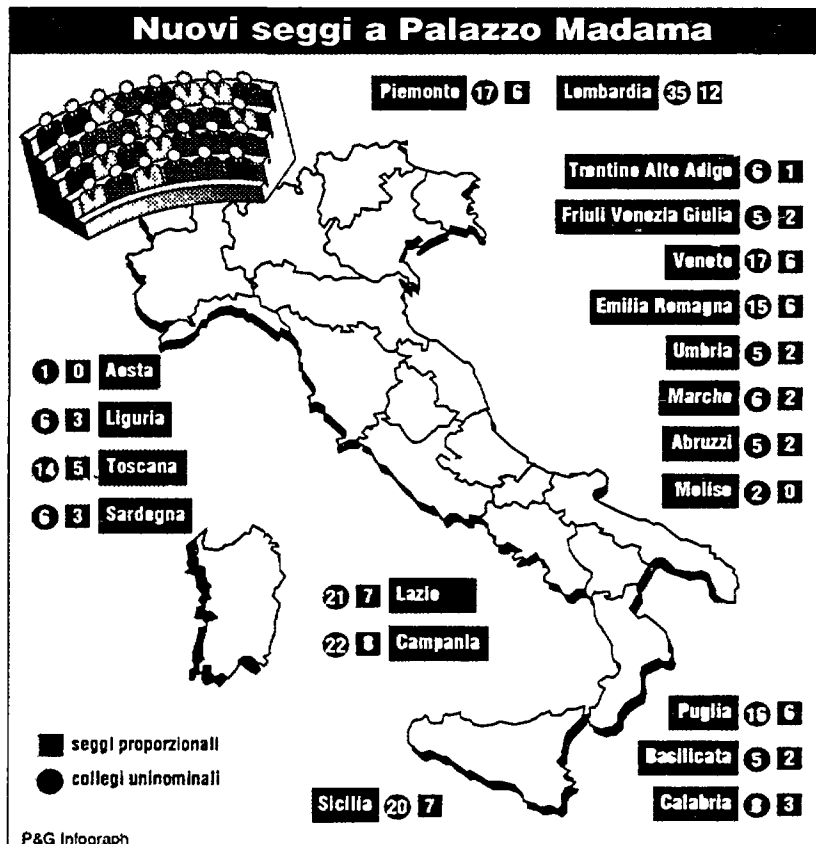 Nuovi seggi a Palazzo Madama
Piemonte 17 6
Lombardia 35 12
Trentino Alto Adige 6 1
Friuli Venezia Giulia 5 2
Veneto 17 6
Emilia Romagna 15 6
Umbria 5 2
Marche 6 2
Abruzzi 5 2
Molise 2 0
1 0 Aosta
6 3 Liguria
14 5 Toscana
6 3 Sardegna
21 7 Lazio
22 8 Campania
Puglia 16 6
Basilicata 5 2
Calabria 8 3
Sicilia 20 7
seggi proporzionali
collegi uninominali
P&G Infograph